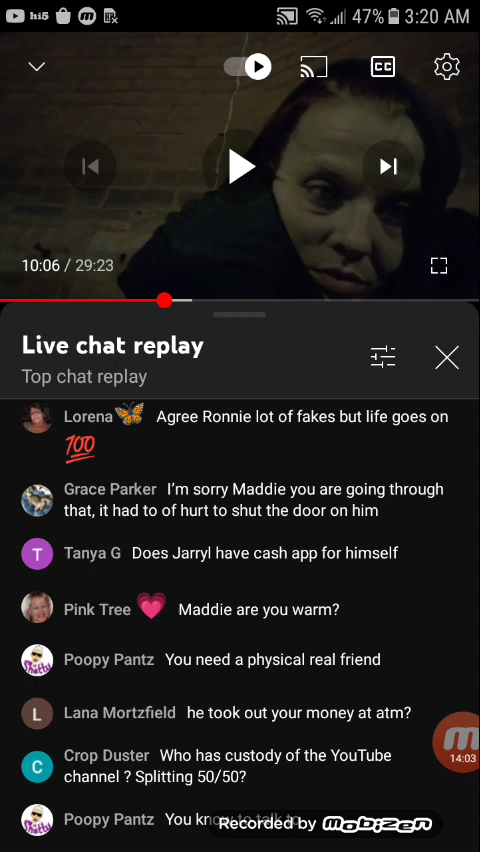 hi5 47% 3:20 AM
CC
10:06 / 29:23
Live chat replay
Top chat replay
Lorena🦋 Agree Ronnie lot of fakes but life goes on
💯
Grace Parker I'm sorry Maddie you are going through
that, it had to of hurt to shut the door on him
T Tanya G Does Jarryl have cash app for himself
Pink Tree 💗 Maddie are you warm?
Poopy Pantz You need a physical real friend
L Lana Mortzfield he took out your money at atm?
14:03
C Crop Duster Who has custody of the YouTube
channel ? Splitting 50/50?
Poopy Pantz You know to talk to
Recorded by mobizen